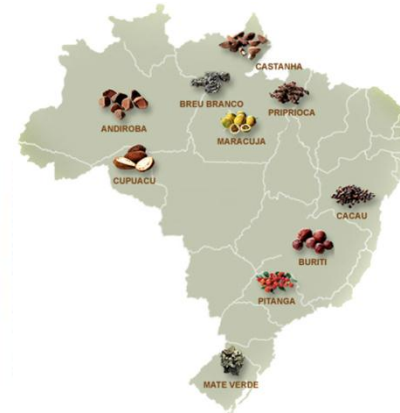 CASTANHA
BREU BRANCO
PRIPRIOCA
ANDIROBA
MARACUJA
CUPUACU
CACAU
BURITI
PITANGA
MATE VERDE